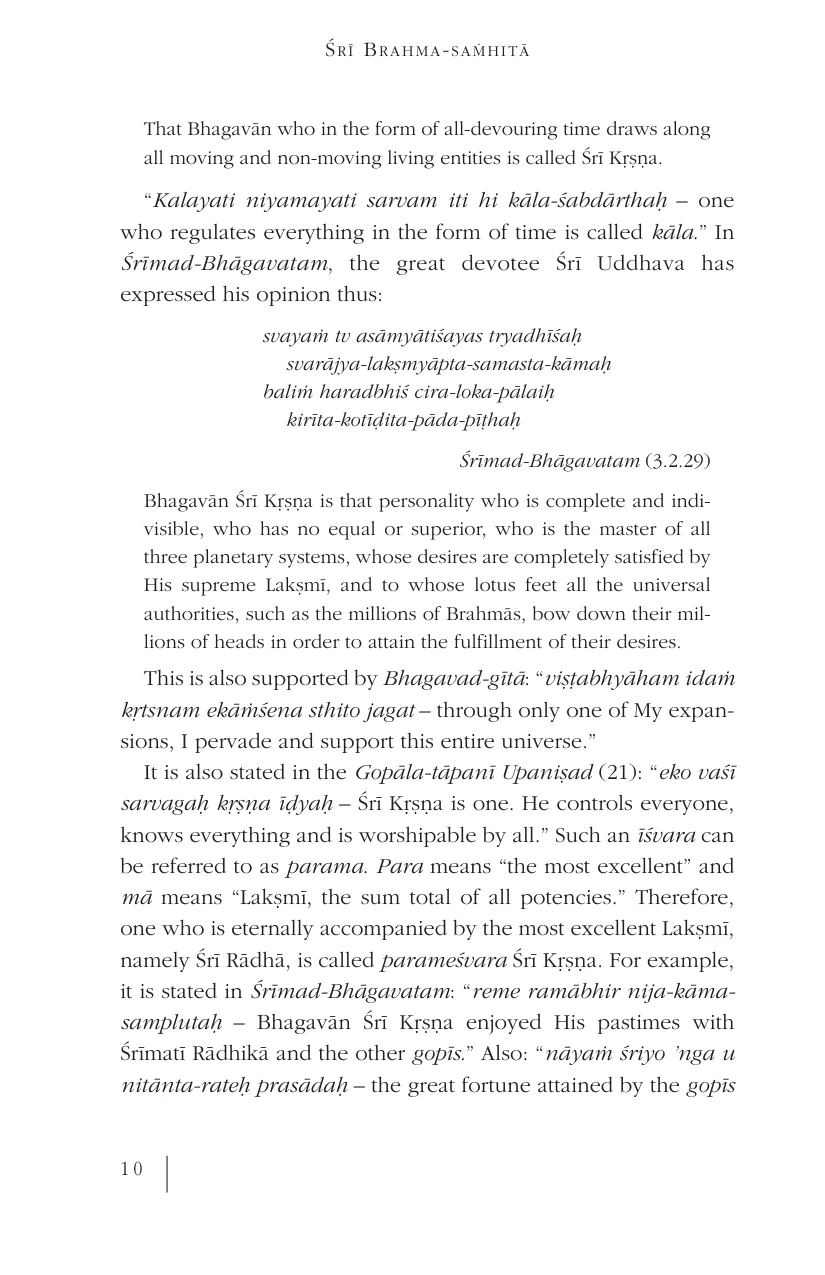 ŚRĪ BRAHMA-SAṀHITĀ
That Bhagavān who in the form of all-devouring time draws along
all moving and non-moving living entities is called Śrī Kṛṣṇa.
“Kalayati niyamayati sarvam iti hi kāla-śabdārthaḥ – one
who regulates everything in the form of time is called kāla.” In
Śrīmad-Bhāgavatam, the great devotee Śrī Uddhava has
expressed his opinion thus:
svayaṁ tv asāmyātiśayas tryadhīśaḥ
svarājya-lakṣmyāpta-samasta-kāmaḥ
baliṁ haradbhiś cira-loka-pālaiḥ
kirīta-kotīḍita-pāda-pīṭhaḥ
Śrīmad-Bhāgavatam (3.2.29)
Bhagavān Śrī Kṛṣṇa is that personality who is complete and indi-
visible, who has no equal or superior, who is the master of all
three planetary systems, whose desires are completely satisfied by
His supreme Lakṣmī, and to whose lotus feet all the universal
authorities, such as the millions of Brahmās, bow down their mil-
lions of heads in order to attain the fulfillment of their desires.
This is also supported by Bhagavad-gītā: “viṣṭabhyāham idaṁ
kṛtsnam ekāṁśena sthito jagat – through only one of My expan-
sions, I pervade and support this entire universe.”
It is also stated in the Gopāla-tāpanī Upaniṣad (21): “eko vaśī
sarvagaḥ kṛṣṇa īḍyaḥ – Śrī Kṛṣṇa is one. He controls everyone,
knows everything and is worshipable by all.” Such an īśvara can
be referred to as parama. Para means “the most excellent” and
mā means “Lakṣmī, the sum total of all potencies.” Therefore,
one who is eternally accompanied by the most excellent Lakṣmī,
namely Śrī Rādhā, is called parameśvara Śrī Kṛṣṇa. For example,
it is stated in Śrīmad-Bhāgavatam: “reme ramābhir nija-kāma-
samplutaḥ – Bhagavān Śrī Kṛṣṇa enjoyed His pastimes with
Śrīmatī Rādhikā and the other gopīs.” Also: “nāyaṁ śriyo ’nga u
nitānta-rateḥ prasādaḥ – the great fortune attained by the gopīs
10